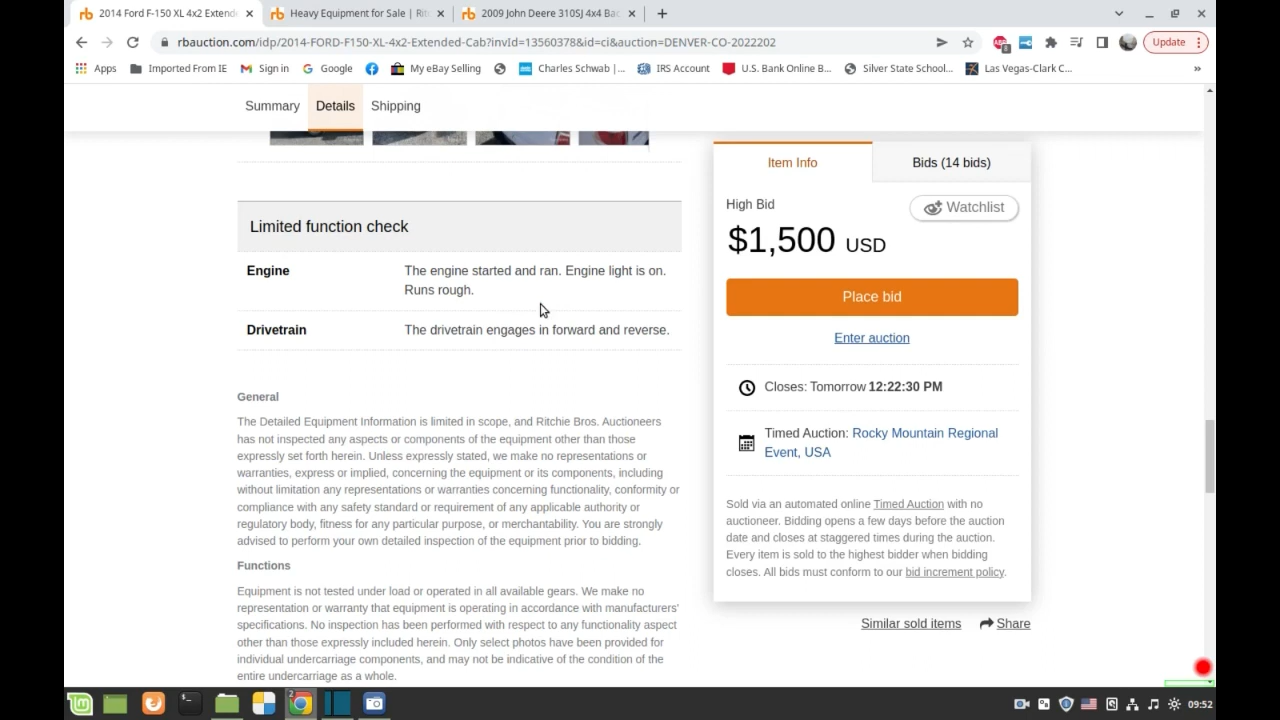 2014 Ford F-150 XL 4x2 Extend
Heavy Equipment for Sale | Rit
2009 John Deere 310SJ 4x4 Bac
rbauction.com/idp/2014-FORD-F150-XL-4x2-Extended-Cab?invId=13560378&id=ci&auction=DENVER-CO-2022202
Update
Apps
Imported From IE
Sign in
Google
My eBay Selling
Charles Schwab |...
IRS Account
U.S. Bank Online B...
Silver State School...
Las Vegas-Clark C...
»
Summary
Details
Shipping
Item Info
Bids (14 bids)
High Bid
Watchlist
$1,500 USD
Place bid
Enter auction
Closes: Tomorrow 12:22:30 PM
Timed Auction: Rocky Mountain Regional
Event, USA
Sold via an automated online Timed Auction with no
auctioneer. Bidding opens a few days before the auction
date and closes at staggered times during the auction.
Every item is sold to the highest bidder when bidding
closes. All bids must conform to our bid increment policy.
Similar sold items
Share
Limited function check
Engine
The engine started and ran. Engine light is on.
Runs rough.
Drivetrain
The drivetrain engages in forward and reverse.
General
The Detailed Equipment Information is limited in scope, and Ritchie Bros. Auctioneers
has not inspected any aspects or components of the equipment other than those
expressly set forth herein. Unless expressly stated, we make no representations or
warranties, express or implied, concerning the equipment or its components, including
without limitation any representations or warranties concerning functionality, conformity or
compliance with any safety standard or requirement of any applicable authority or
regulatory body, fitness for any particular purpose, or merchantability. You are strongly
advised to perform your own detailed inspection of the equipment prior to bidding.
Functions
Equipment is not tested under load or operated in all available gears. We make no
representation or warranty that equipment is operating in accordance with manufacturers'
specifications. No inspection has been performed with respect to any functionality aspect
other than those expressly included herein. Only select photos have been provided for
individual undercarriage components, and may not be indicative of the condition of the
entire undercarriage as a whole.
09:52